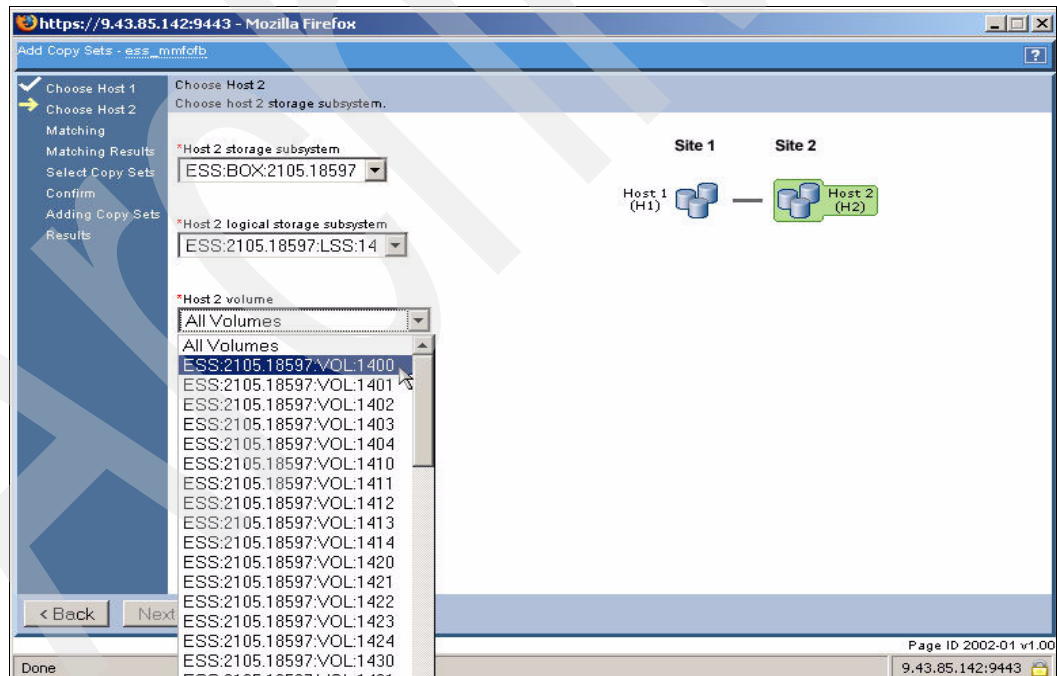 https://9.43.85.142:9443 - Mozilla Firefox
Add Copy Sets - ess_mmfofb
?
Choose Host 1
Choose Host 2
Matching
Matching Results
Select Copy Sets
Confirm
Adding Copy Sets
Results
Choose Host 2
Choose host 2 storage subsystem.
*Host 2 storage subsystem
ESS:BOX:2105.18597
*Host 2 logical storage subsystem
ESS:2105.18597:LSS:14
*Host 2 volume
All Volumes
All Volumes
ESS:2105.18597:VOL:1400
ESS:2105.18597:VOL:1401
ESS:2105.18597:VOL:1402
ESS:2105.18597:VOL:1403
ESS:2105.18597:VOL:1404
ESS:2105.18597:VOL:1410
ESS:2105.18597:VOL:1411
ESS:2105.18597:VOL:1412
ESS:2105.18597:VOL:1413
ESS:2105.18597:VOL:1414
ESS:2105.18597:VOL:1420
ESS:2105.18597:VOL:1421
ESS:2105.18597:VOL:1422
ESS:2105.18597:VOL:1423
ESS:2105.18597:VOL:1424
ESS:2105.18597:VOL:1430
Site 1 Site 2
Host 1 (H1)
Host 2 (H2)
< Back Next
Page ID 2002-01 v1.00
Done
9.43.85.142:9443